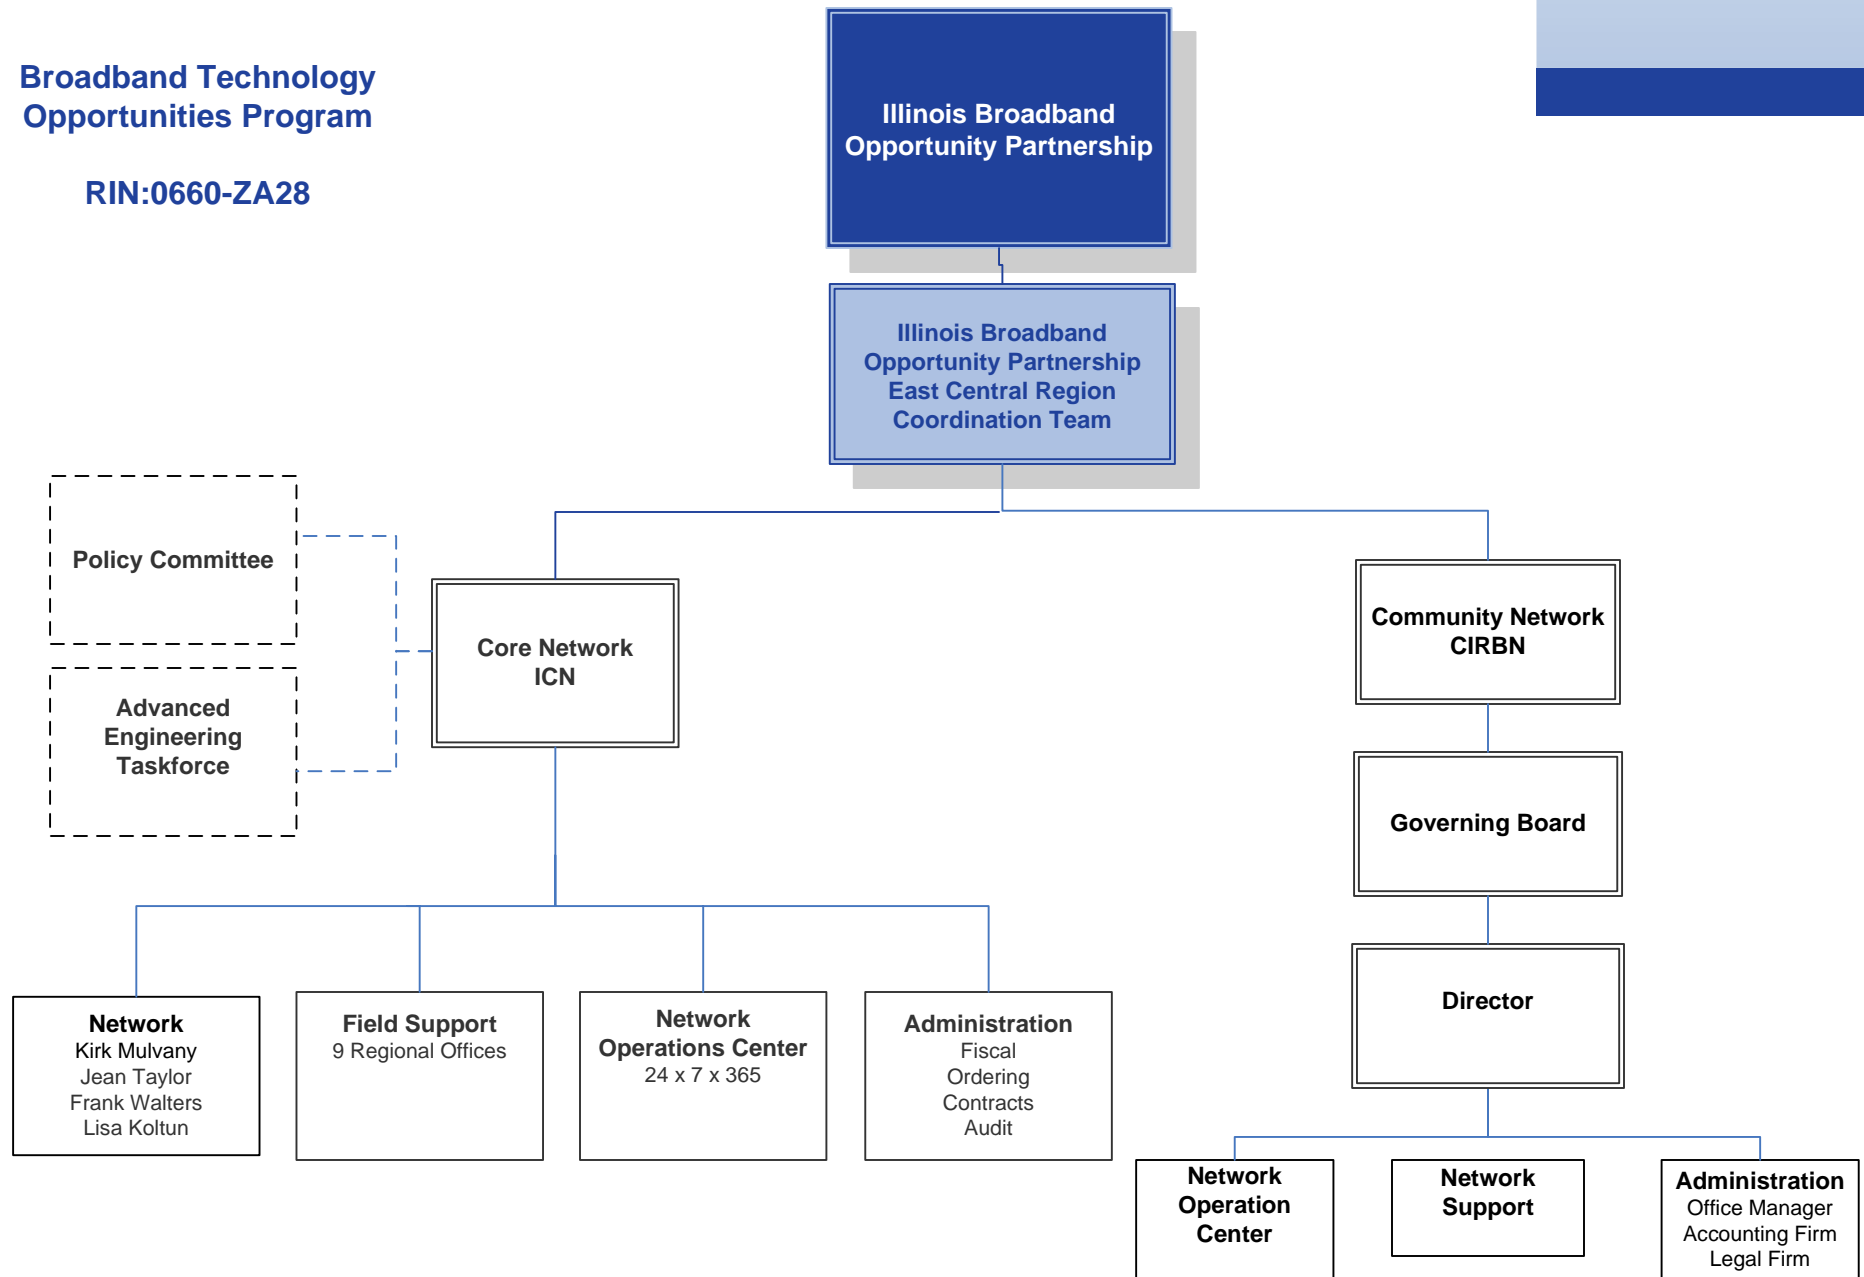 Broadband Technology
Opportunities Program
RIN:0660-ZA28
Illinois Broadband
Opportunity Partnership
Illinois Broadband
Opportunity Partnership
East Central Region
Coordination Team
Policy Committee
Advanced
Engineering
Taskforce
Core Network
ICN
Community Network
CIRBN
Governing Board
Director
Network
Kirk Mulvany
Jean Taylor
Frank Walters
Lisa Koltun
Field Support
9 Regional Offices
Network
Operations Center
24 x 7 x 365
Administration
Fiscal
Ordering
Contracts
Audit
Network
Operation
Center
Network
Support
Administration
Office Manager
Accounting Firm
Legal Firm